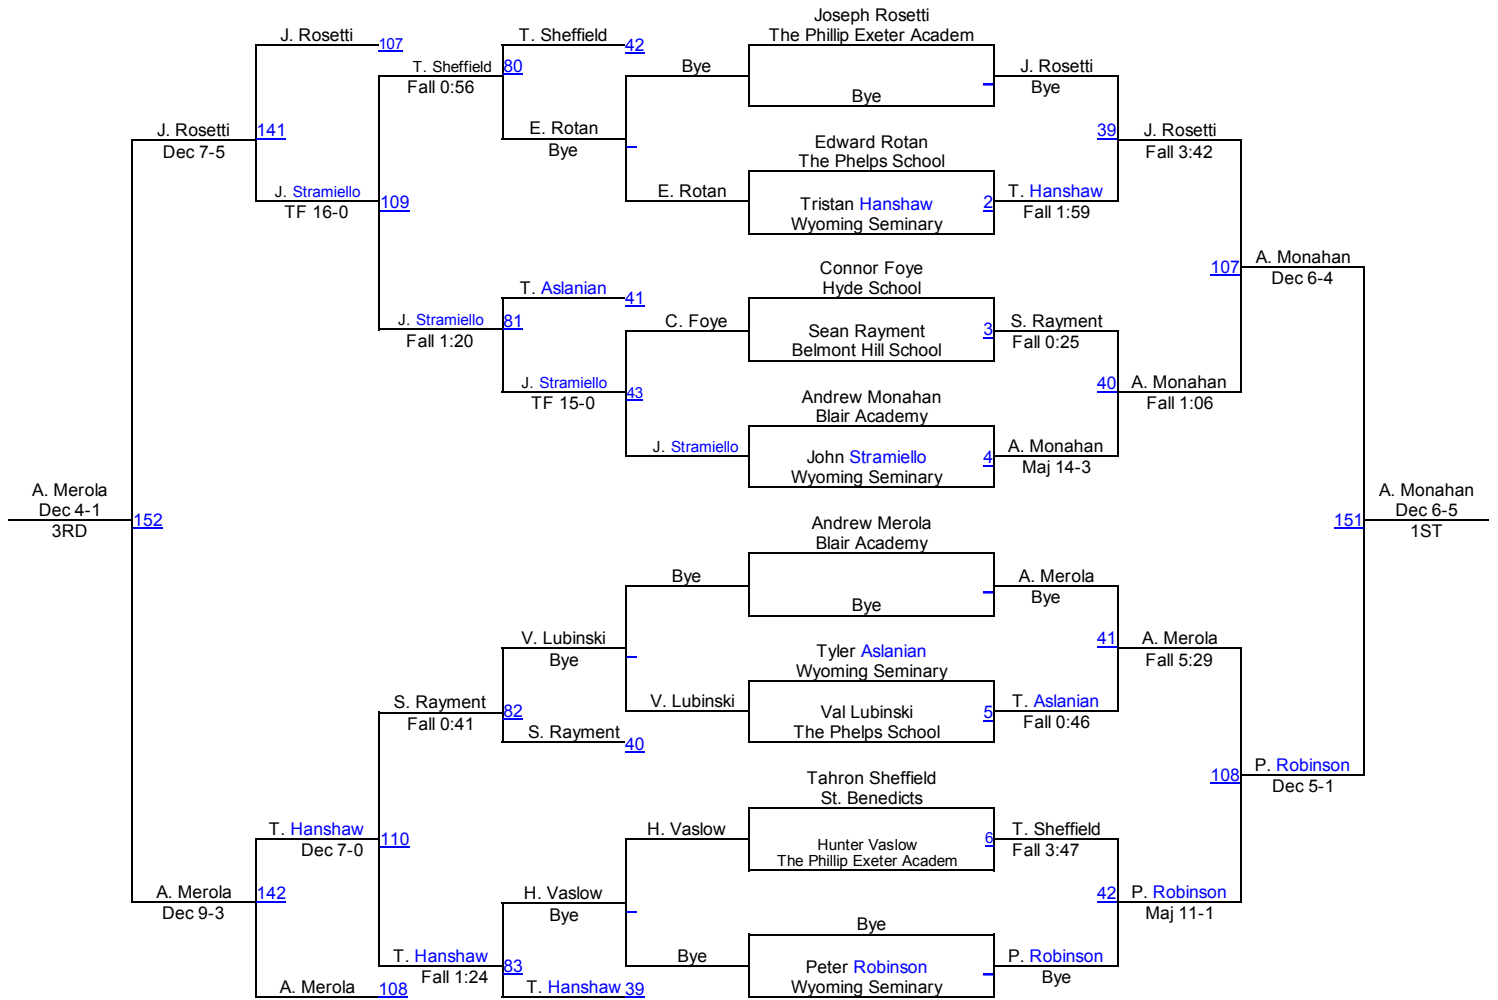 Joseph Rosetti
The Phillip Exeter Academ
Bye
Edward Rotan
The Phelps School
Tristan Hanshaw 2
Wyoming Seminary
Connor Foye
Hyde School
Sean Rayment 3
Belmont Hill School
Andrew Monahan
Blair Academy
John Stramiello 4
Wyoming Seminary
Andrew Merola
Blair Academy
Bye
Tyler Aslanian
Wyoming Seminary
Val Lubinski 5
The Phelps School
Tahron Sheffield
St. Benedicts
Hunter Vaslow 6
The Phillip Exeter Academ
Bye
Peter Robinson
Wyoming Seminary
J. Rosetti
Bye
T. Hanshaw
Fall 1:59
S. Rayment
Fall 0:25
A. Monahan
Maj 14-3
A. Merola
Bye
T. Aslanian
Fall 0:46
T. Sheffield
Fall 3:47
P. Robinson
Bye
39
J. Rosetti
Fall 3:42
40
A. Monahan
Fall 1:06
41
A. Merola
Fall 5:29
42
P. Robinson
Maj 11-1
107
A. Monahan
Dec 6-4
108
P. Robinson
Dec 5-1
151
A. Monahan
Dec 6-5
1ST
Bye
E. Rotan
C. Foye
J. Stramiello
Bye
V. Lubinski
H. Vaslow
Bye
T. Sheffield 42
E. Rotan
Bye
T. Aslanian 41
J. Stramiello
TF 15-0
43
V. Lubinski
Bye
S. Rayment 40
H. Vaslow
Bye
T. Hanshaw 39
T. Sheffield
Fall 0:56
80
J. Stramiello
Fall 1:20
81
S. Rayment
Fall 0:41
82
T. Hanshaw
Fall 1:24
83
J. Rosetti 107
J. Stramiello
TF 16-0
109
T. Hanshaw
Dec 7-0
110
A. Merola 108
J. Rosetti
Dec 7-5
141
A. Merola
Dec 9-3
142
A. Merola
Dec 4-1
3RD
152